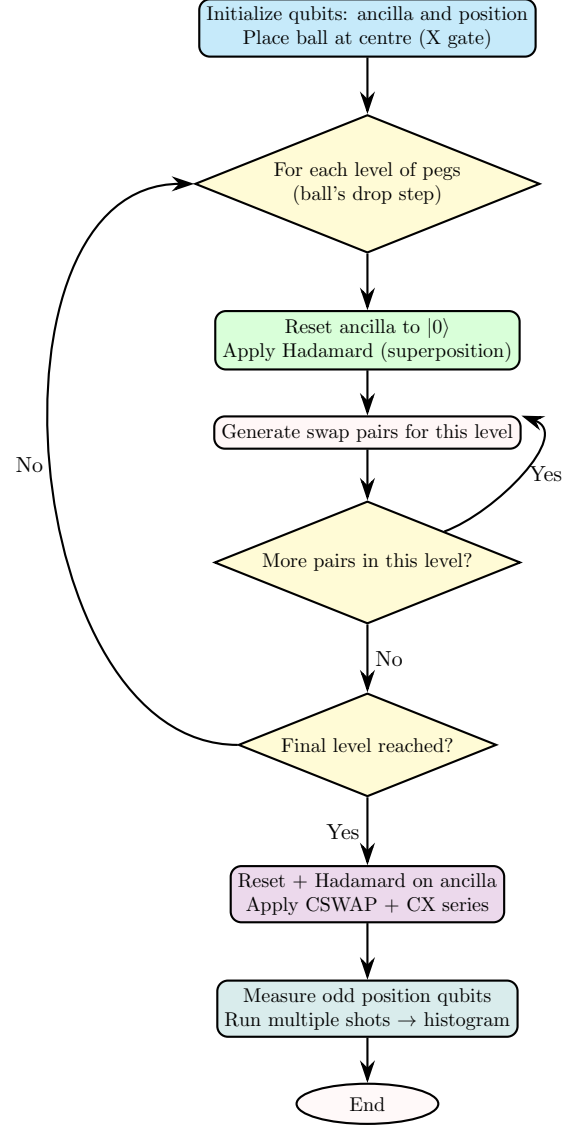 Initialize qubits: ancilla and position
Place ball at centre (X gate)
For each level of pegs
(ball's drop step)
Reset ancilla to |0⟩
Apply Hadamard (superposition)
Generate swap pairs for this level
Yes
No
More pairs in this level?
No
Final level reached?
Yes
Reset + Hadamard on ancilla
Apply CSWAP + CX series
Measure odd position qubits
Run multiple shots → histogram
End